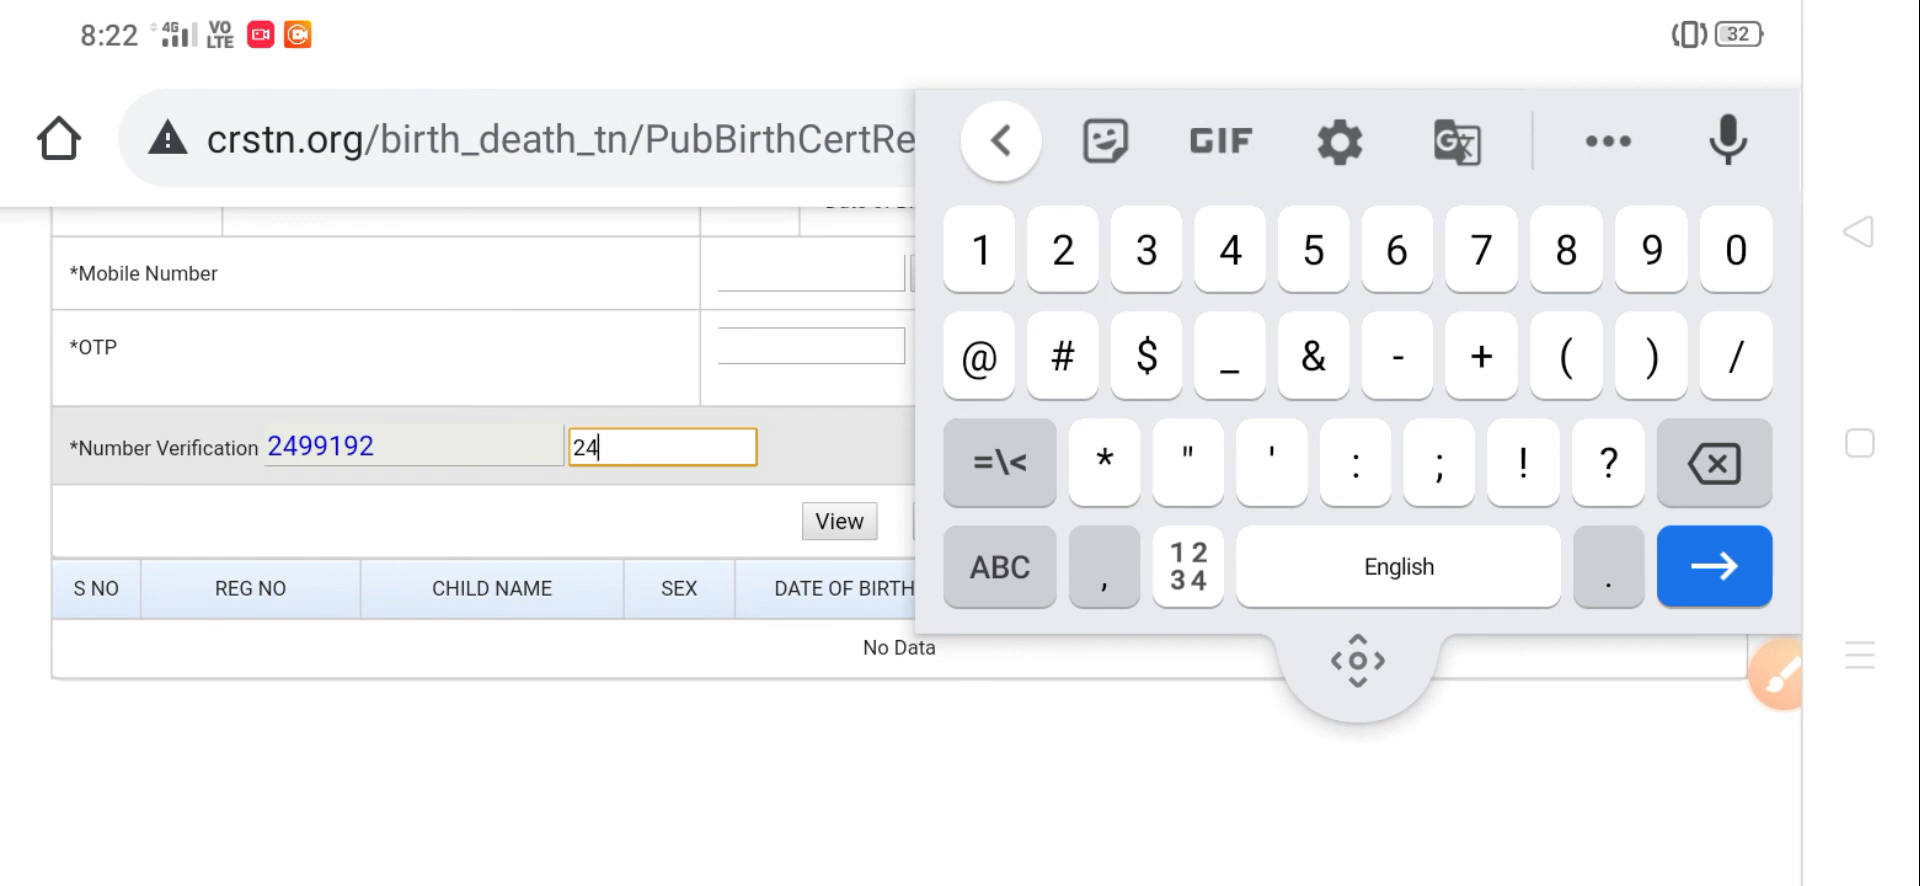 8:22 4G VO LTE 32
crstn.org/birth_death_tn/PubBirthCertRe
GIF G
1 2 3 4 5 6 7 8 9 0
*Mobile Number
@ # $ _ & - + ( ) /
*OTP
*Number Verification 2499192 24
=\< * " ' : ; ! ?
View
ABC , 1 2 3 4 English .
S NO REG NO CHILD NAME SEX DATE OF BIRTH
No Data